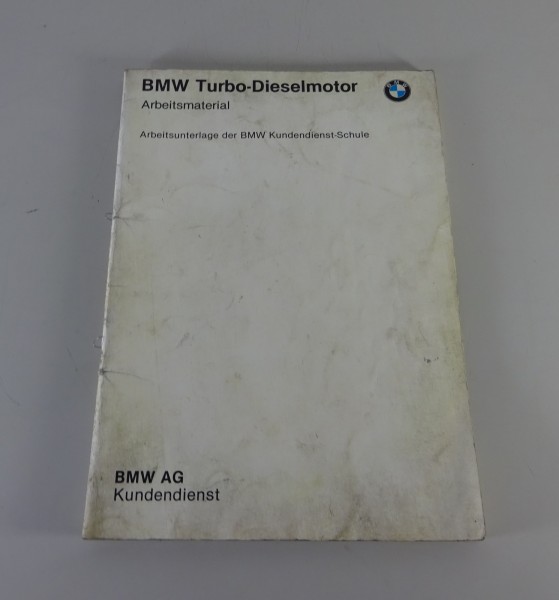 BMW Turbo-Dieselmotor
Arbeitsmaterial
Arbeitsunterlage der BMW Kundendienst-Schule
BMW AG
Kundendienst